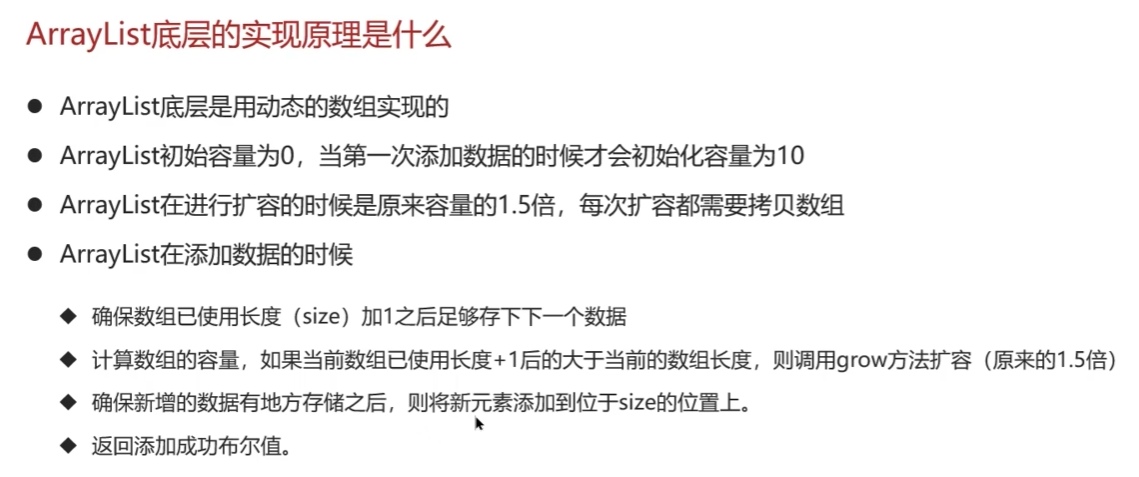 ArrayList底层的实现原理是什么
● ArrayList底层是用动态的数组实现的
● ArrayList初始容量为0，当第一次添加数据的时候才会初始化容量为10
● ArrayList在进行扩容的时候是原来容量的1.5倍，每次扩容都需要拷贝数组
● ArrayList在添加数据的时候
◆ 确保数组已使用长度（size）加1之后足够存下下一个数据
◆ 计算数组的容量，如果当前数组已使用长度+1后的大于当前的数组长度，则调用grow方法扩容（原来的1.5倍）
◆ 确保新增的数据有地方存储之后，则将新元素添加到位于size的位置上。
◆ 返回添加成功布尔值。